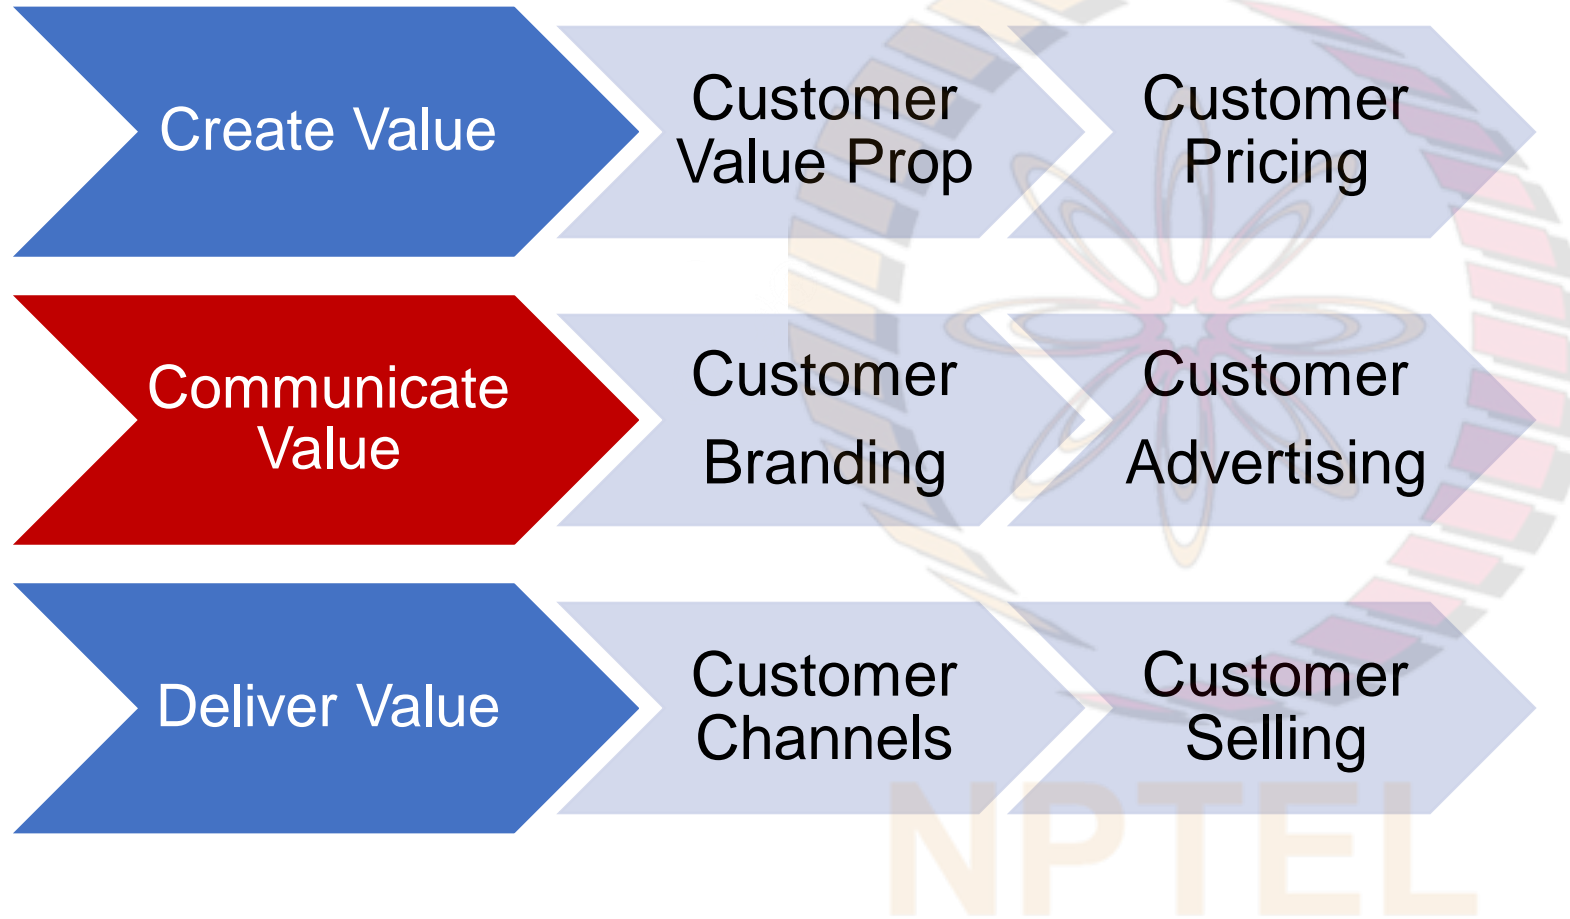 Create Value
Customer
Value Prop
Customer
Pricing
Communicate
Value
Customer
Branding
Customer
Advertising
Deliver Value
Customer
Channels
Customer
Selling
NPTEL